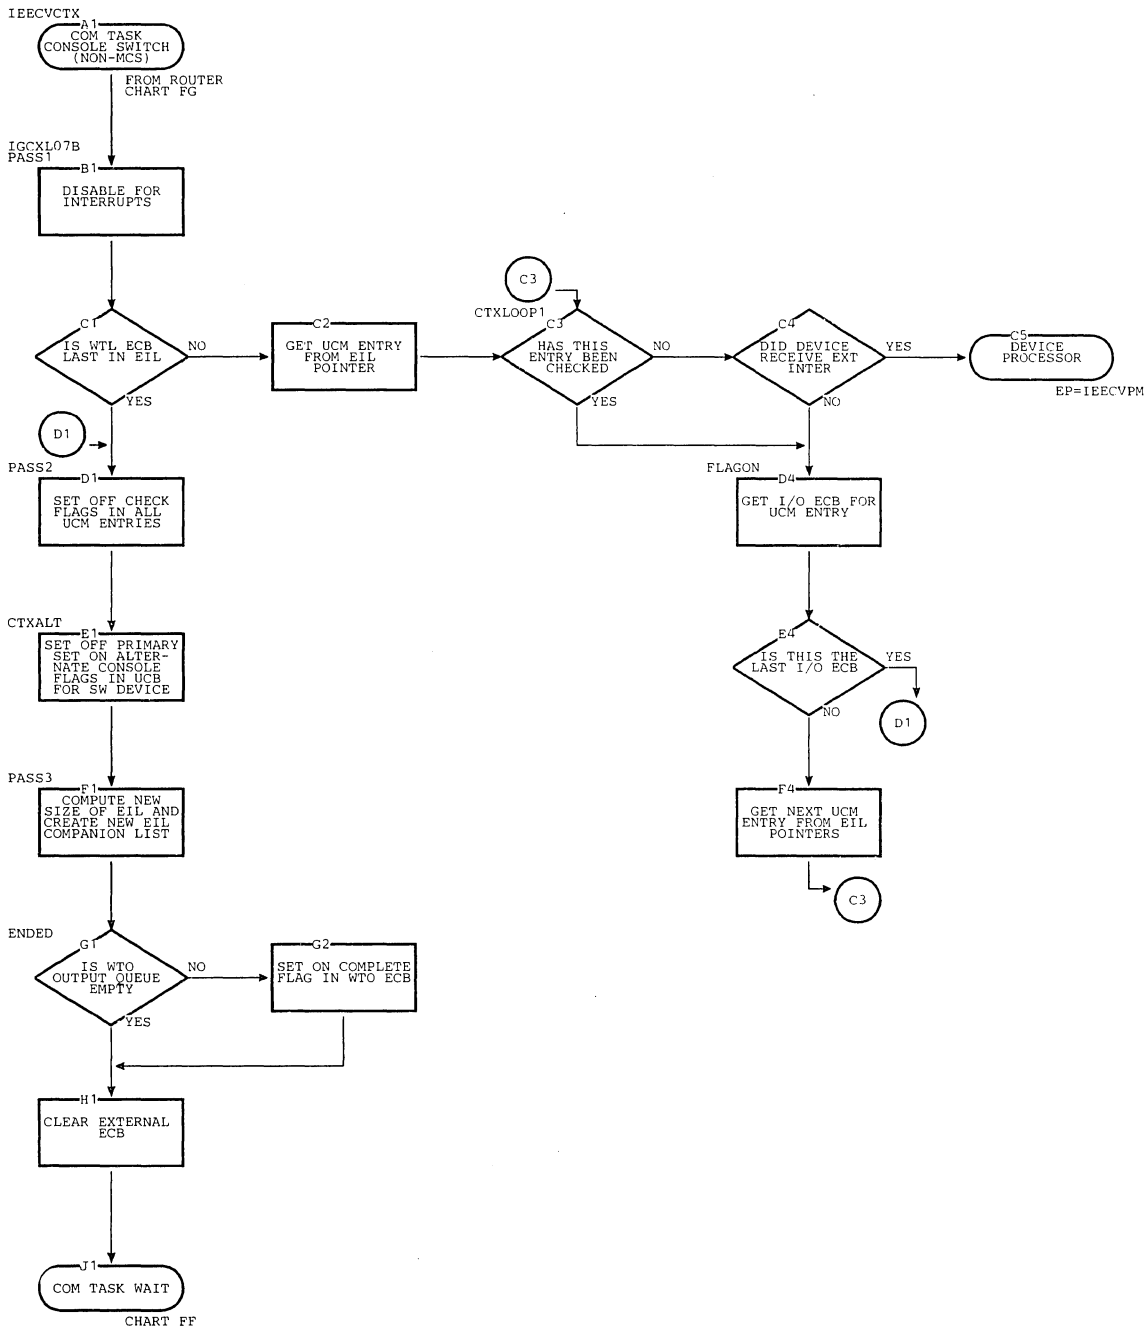 IEECVCTX
A1
COM TASK
CONSOLE SWITCH
(NON-MCS)
FROM ROUTER
CHART FG
IGCXL07B
PASS1
B1
DISABLE FOR
INTERRUPTS
C1
IS WTL ECB
LAST IN EIL
NO
YES
C2
GET UCM ENTRY
FROM EIL
POINTER
C3
CTXLOOP1
C3
HAS THIS
ENTRY BEEN
CHECKED
NO
YES
C4
DID DEVICE
RECEIVE EXT
INTER
YES
NO
C5
DEVICE
PROCESSOR
EP=IEECVPM
D1
PASS2
D1
SET OFF CHECK
FLAGS IN ALL
UCM ENTRIES
FLAGON
D4
GET I/O ECB FOR
UCM ENTRY
CTXALT
E1
SET OFF PRIMARY
SET ON ALTER-
NATE CONSOLE
FLAGS IN UCB
FOR SW DEVICE
E4
IS THIS THE
LAST I/O ECB
YES
NO
D1
PASS3
F1
COMPUTE NEW
SIZE OF EIL AND
CREATE NEW EIL
COMPANION LIST
F4
GET NEXT UCM
ENTRY FROM EIL
POINTERS
C3
ENDED
G1
IS WTO
OUTPUT QUEUE
EMPTY
NO
YES
G2
SET ON COMPLETE
FLAG IN WTO ECB
H1
CLEAR EXTERNAL
ECB
J1
COM TASK WAIT
CHART FF